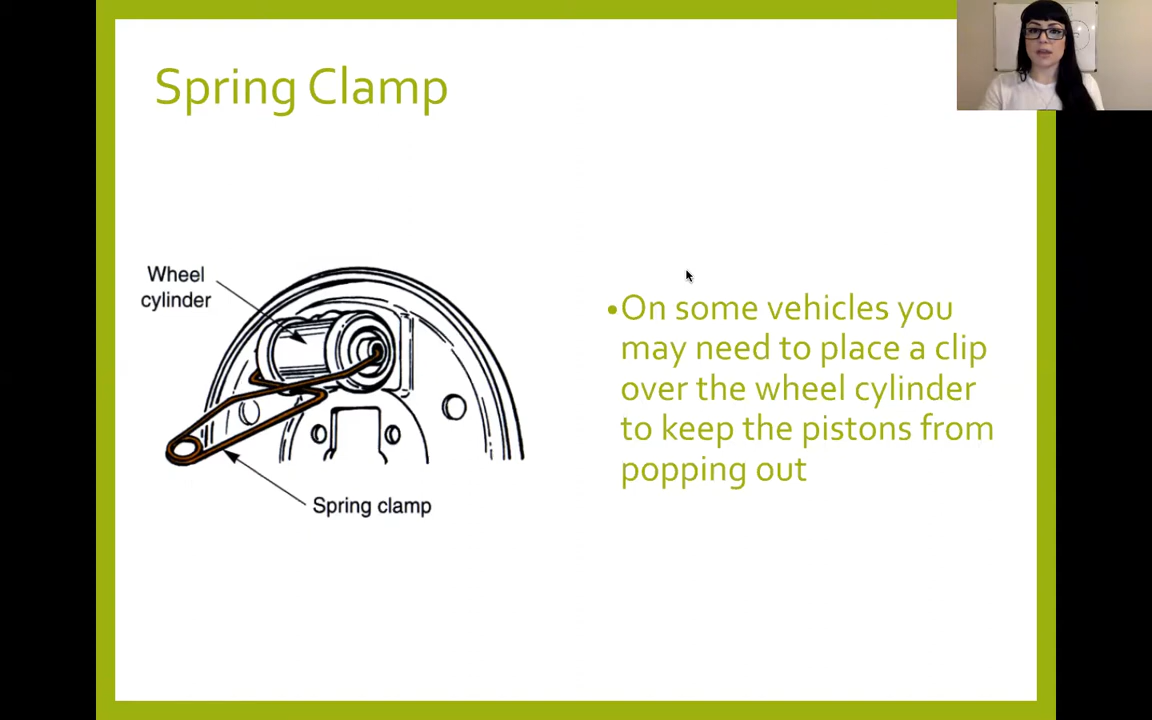 Spring Clamp
Wheel
cylinder
Spring clamp
•On some vehicles you
may need to place a clip
over the wheel cylinder
to keep the pistons from
popping out